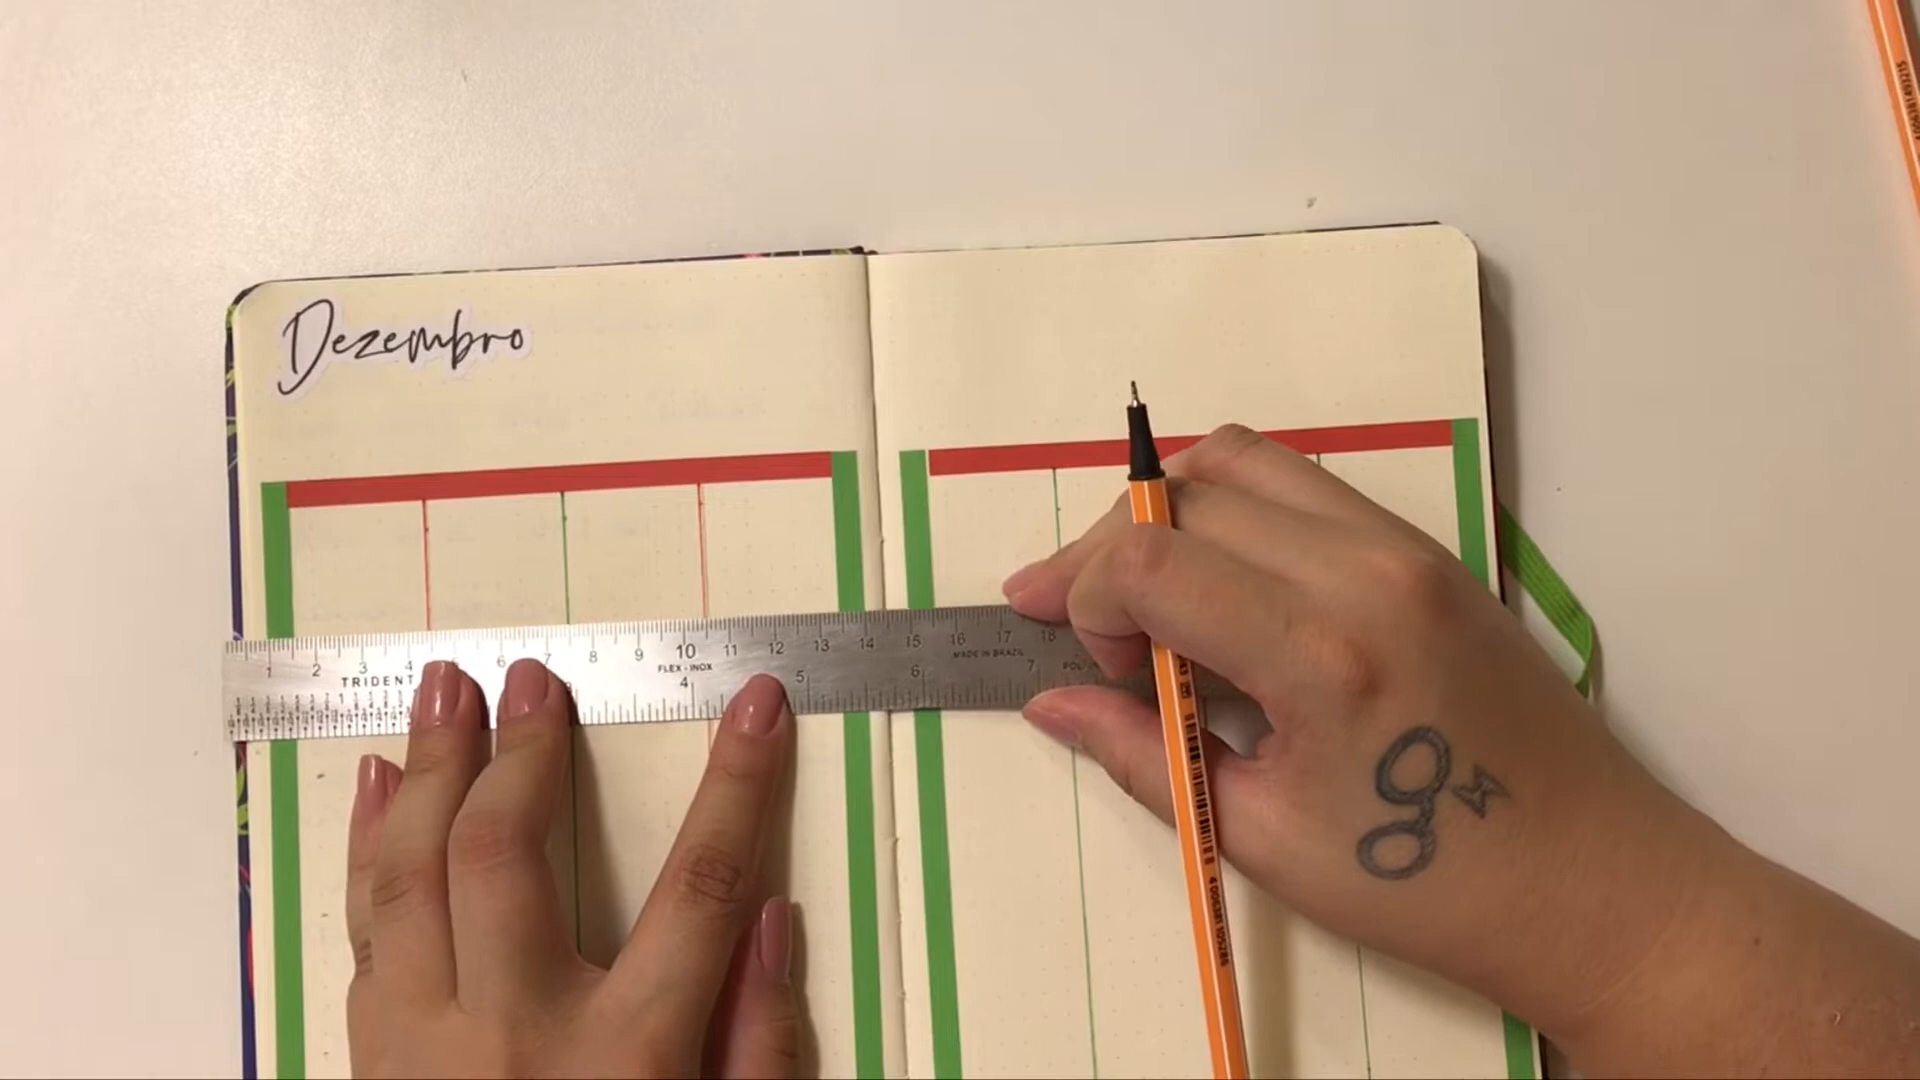 Dezembro
1 2 3 4 5 6 7 8 9 10 11 12 13 14 15 16 17 18
TRIDENT
FLEX - INOX
MADE IN BRAZIL
4 5 6 7